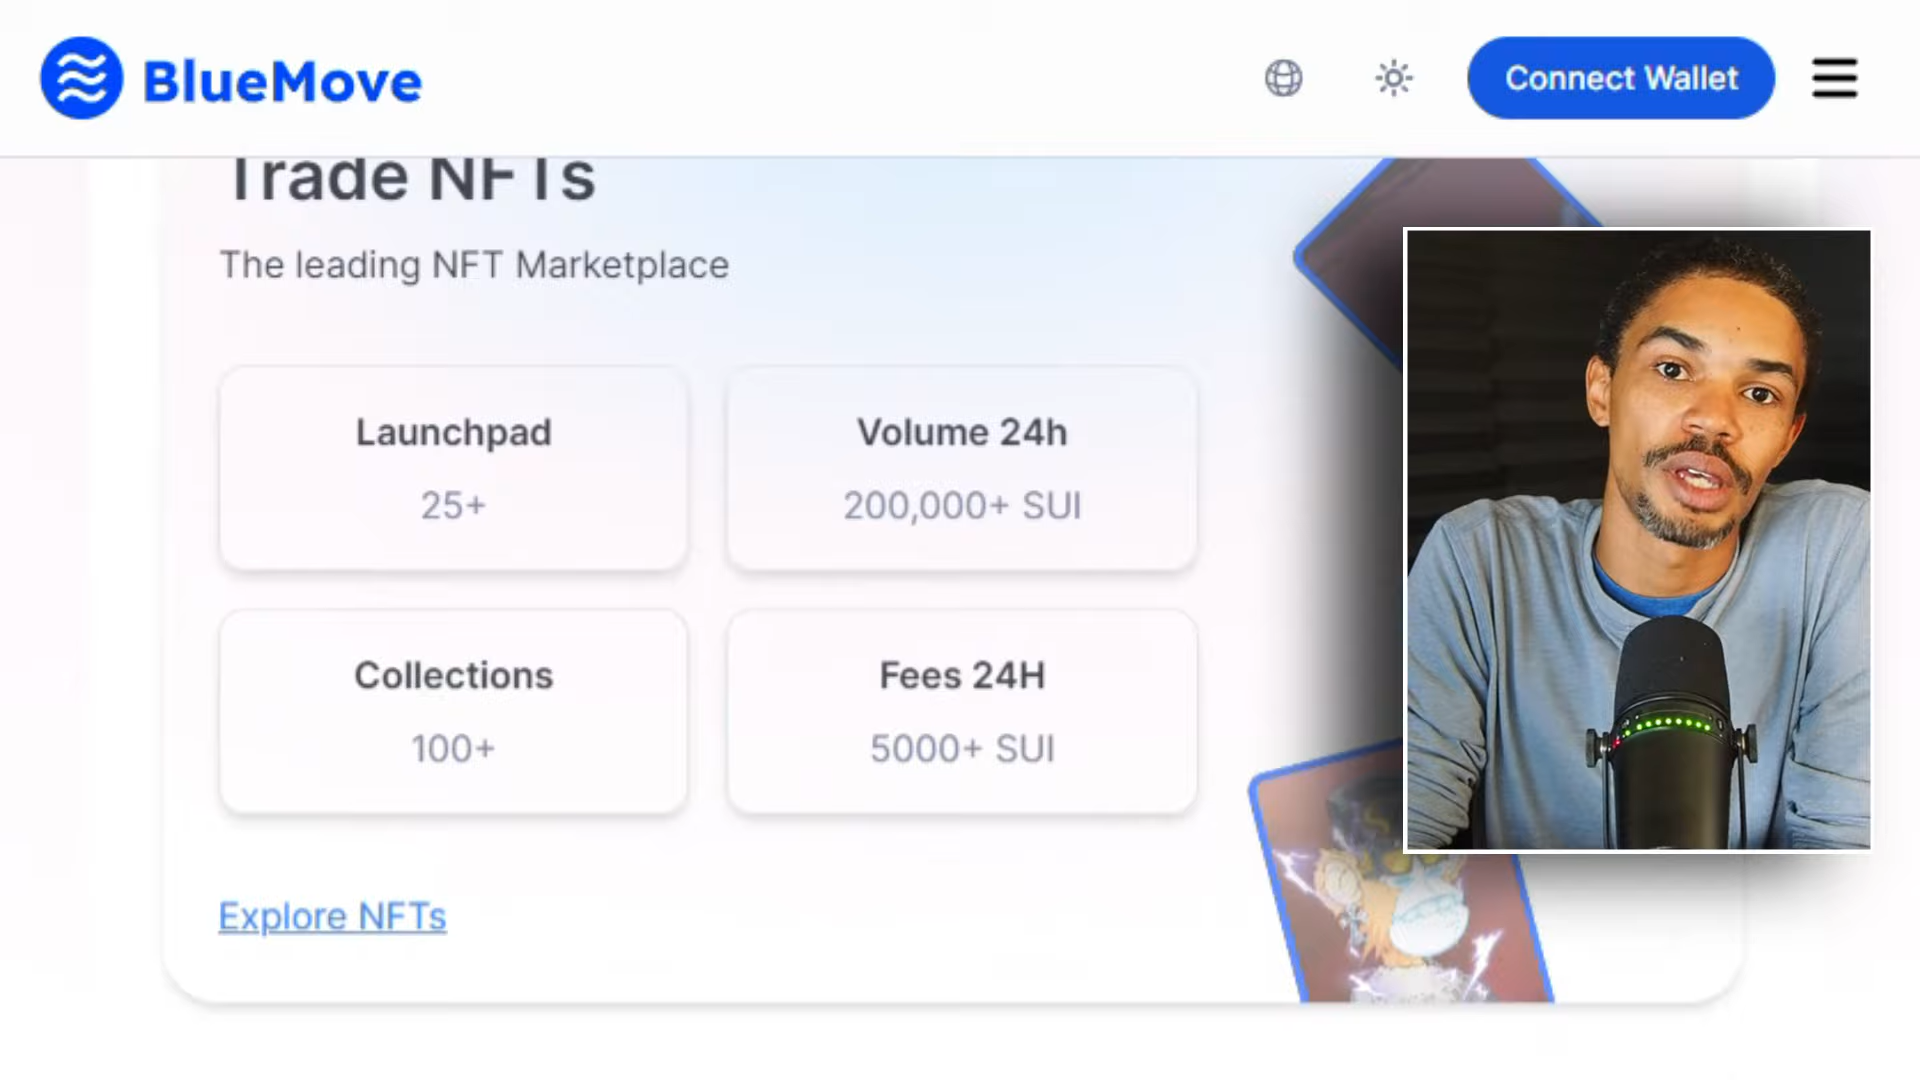 BlueMove
Connect Wallet
Trade NFTs
The leading NFT Marketplace
Launchpad
25+
Volume 24h
200,000+ SUI
Collections
100+
Fees 24H
5000+ SUI
Explore NFTs